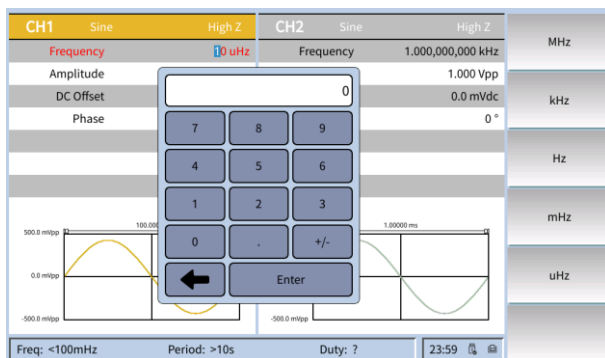 CH1 Sine High Z CH2 Sine High Z
Frequency 10 uHz Frequency 1.000,000,000 kHz
Amplitude 1.000 Vpp
DC Offset 0.0 mVdc
Phase 0 °
0
7 8 9
4 5 6
1 2 3
0 . +/-
Enter
MHz
kHz
Hz
mHz
uHz
100.000 1.00000 ms
500.0 mVpp
0.0 mVpp
-500.0 mVpp -500.0 mVpp
Freq: <100mHz Period: >10s Duty: ? 23:59